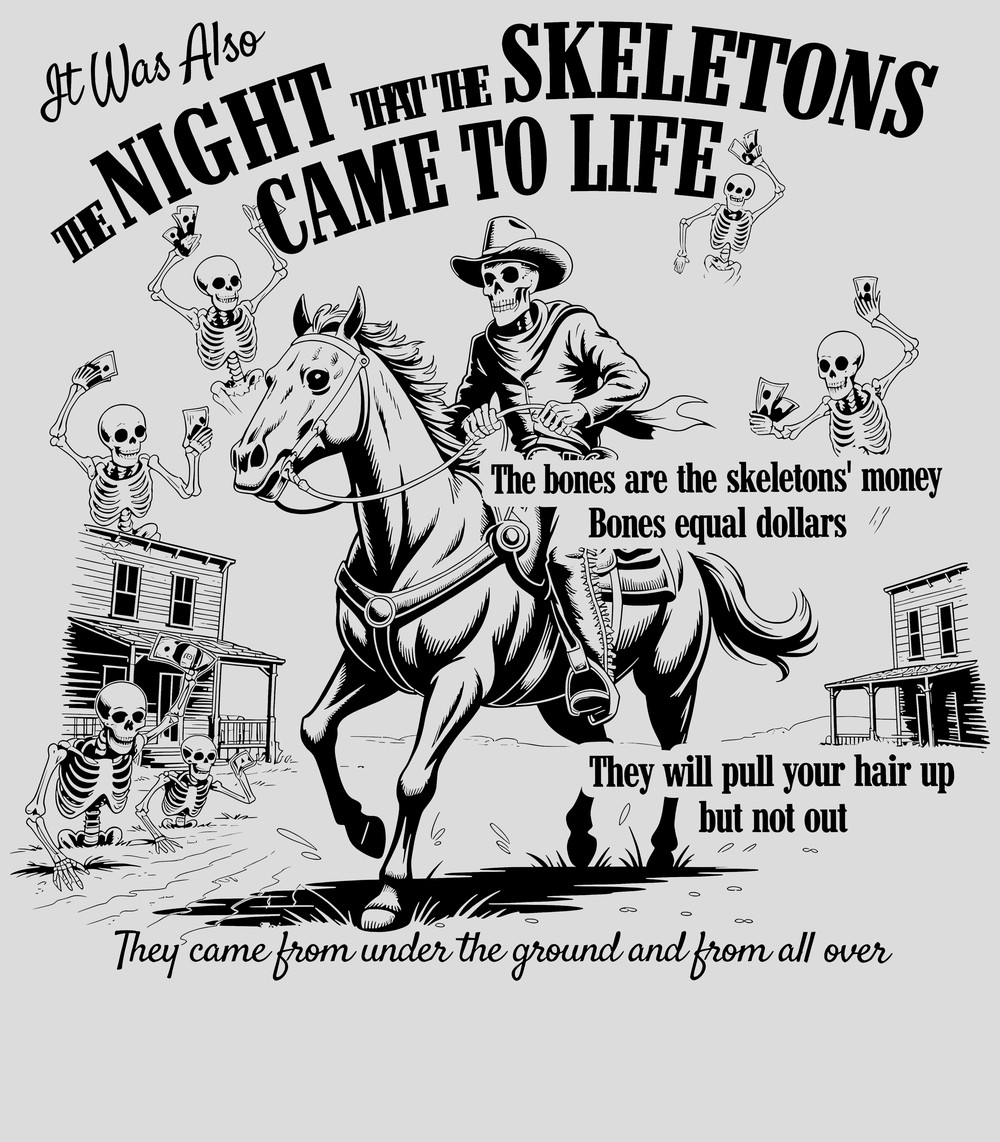 It Was Also
THE NIGHT THAT THE SKELETONS
CAME TO LIFE
The bones are the skeletons' money
Bones equal dollars
They will pull your hair up
but not out
They came from under the ground and from all over